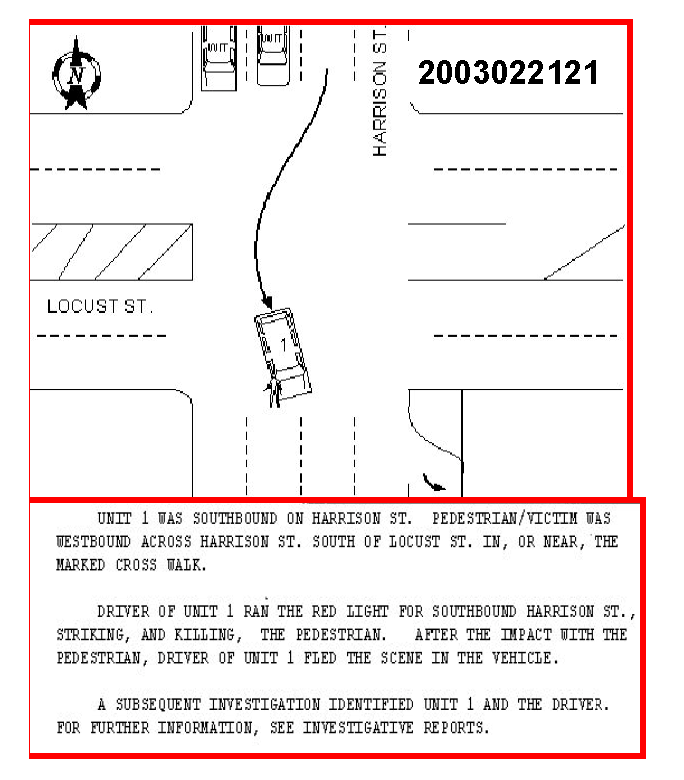 WIT
WIT
N
HARRISON ST.
2003022121
LOCUST ST.
1
UNIT 1 WAS SOUTHBOUND ON HARRISON ST. PEDESTRIAN/VICTIM WAS
WESTBOUND ACROSS HARRISON ST. SOUTH OF LOCUST ST. IN, OR NEAR, THE
MARKED CROSS WALK.
DRIVER OF UNIT 1 RAN THE RED LIGHT FOR SOUTHBOUND HARRISON ST.,
STRIKING, AND KILLING, THE PEDESTRIAN. AFTER THE IMPACT WITH THE
PEDESTRIAN, DRIVER OF UNIT 1 FLED THE SCENE IN THE VEHICLE.
A SUBSEQUENT INVESTIGATION IDENTIFIED UNIT 1 AND THE DRIVER.
FOR FURTHER INFORMATION, SEE INVESTIGATIVE REPORTS.